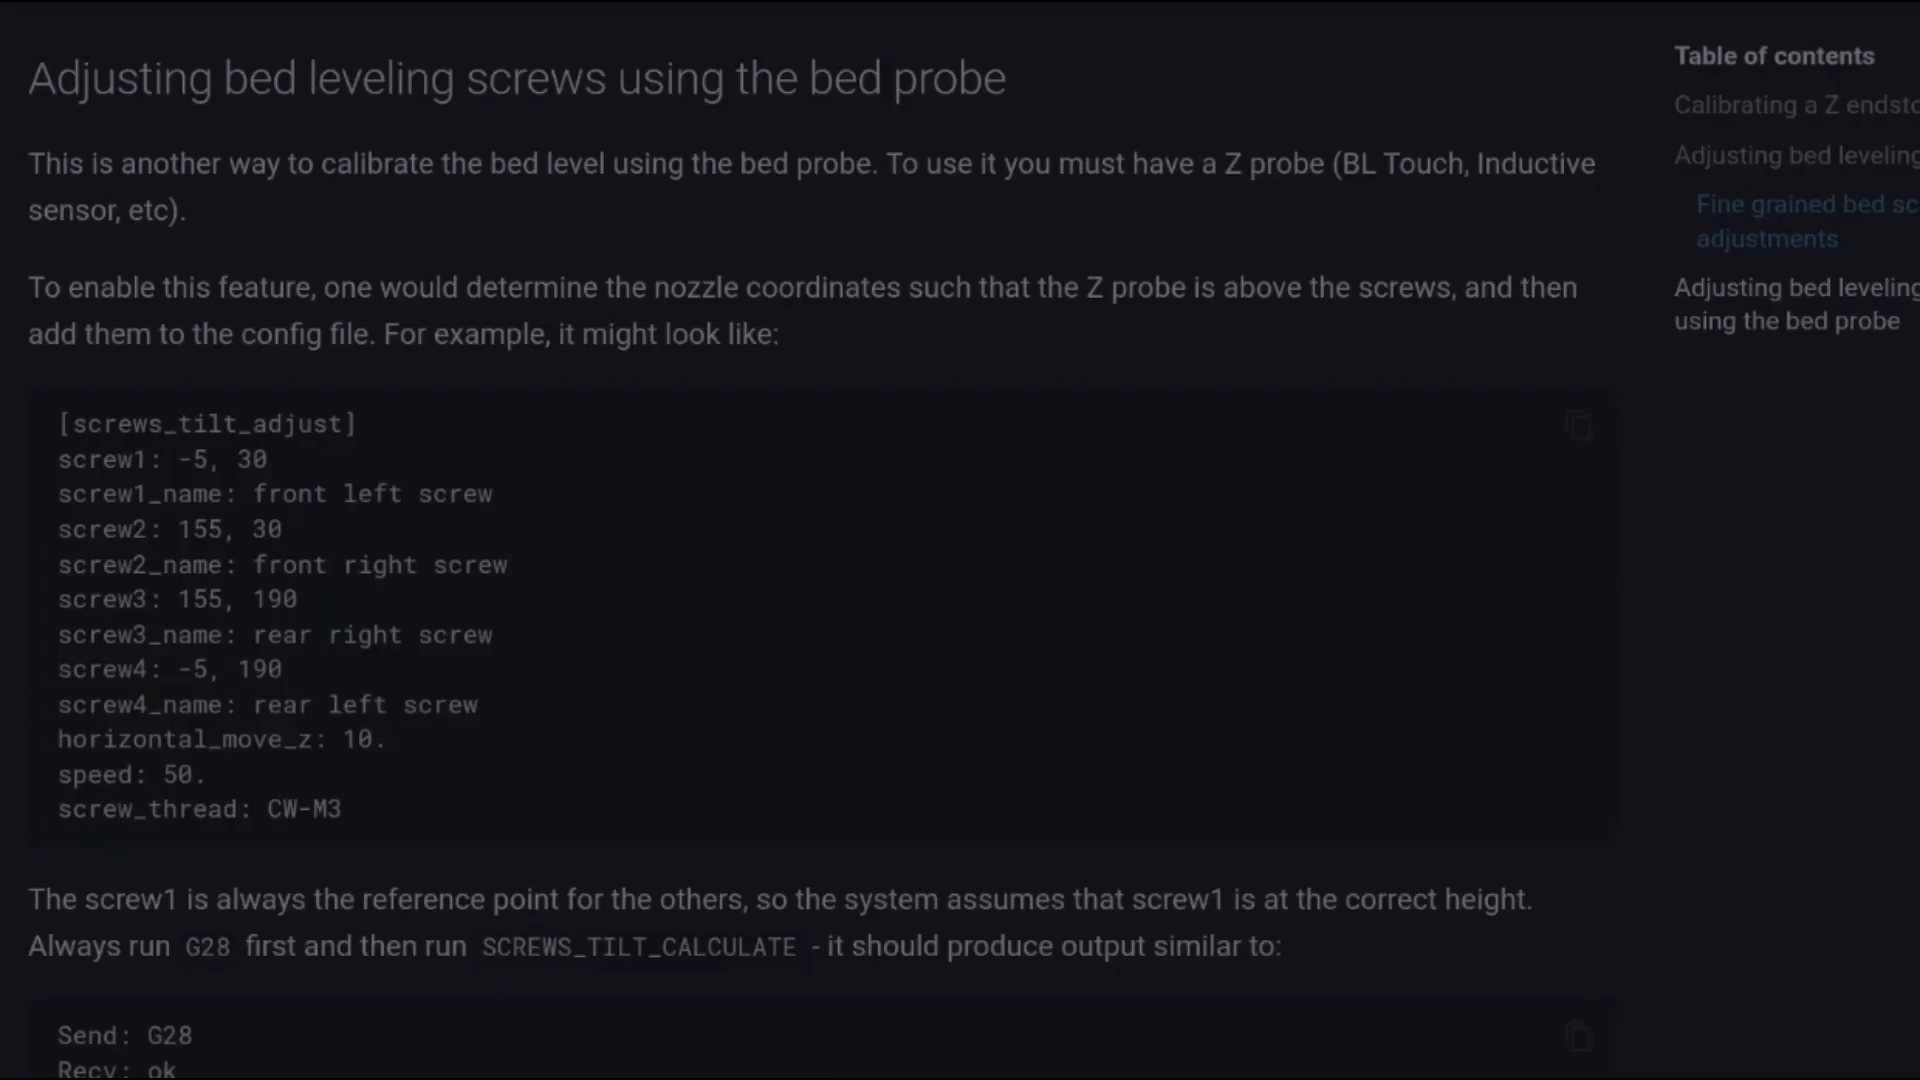 Adjusting bed leveling screws using the bed probe
This is another way to calibrate the bed level using the bed probe. To use it you must have a Z probe (BL Touch, Inductive
sensor, etc).
To enable this feature, one would determine the nozzle coordinates such that the Z probe is above the screws, and then
add them to the config file. For example, it might look like:
[screws_tilt_adjust]
screw1: -5, 30
screw1_name: front left screw
screw2: 155, 30
screw2_name: front right screw
screw3: 155, 190
screw3_name: rear right screw
screw4: -5, 190
screw4_name: rear left screw
horizontal_move_z: 10.
speed: 50.
screw_thread: CW-M3
The screw1 is always the reference point for the others, so the system assumes that screw1 is at the correct height.
Always run G28 first and then run SCREWS_TILT_CALCULATE - it should produce output similar to:
Send: G28
Recv: ok
Table of contents
Calibrating a Z
Adjusting bed leveling
Fine grained bed
adjustments
Adjusting bed leveling
using the bed probe